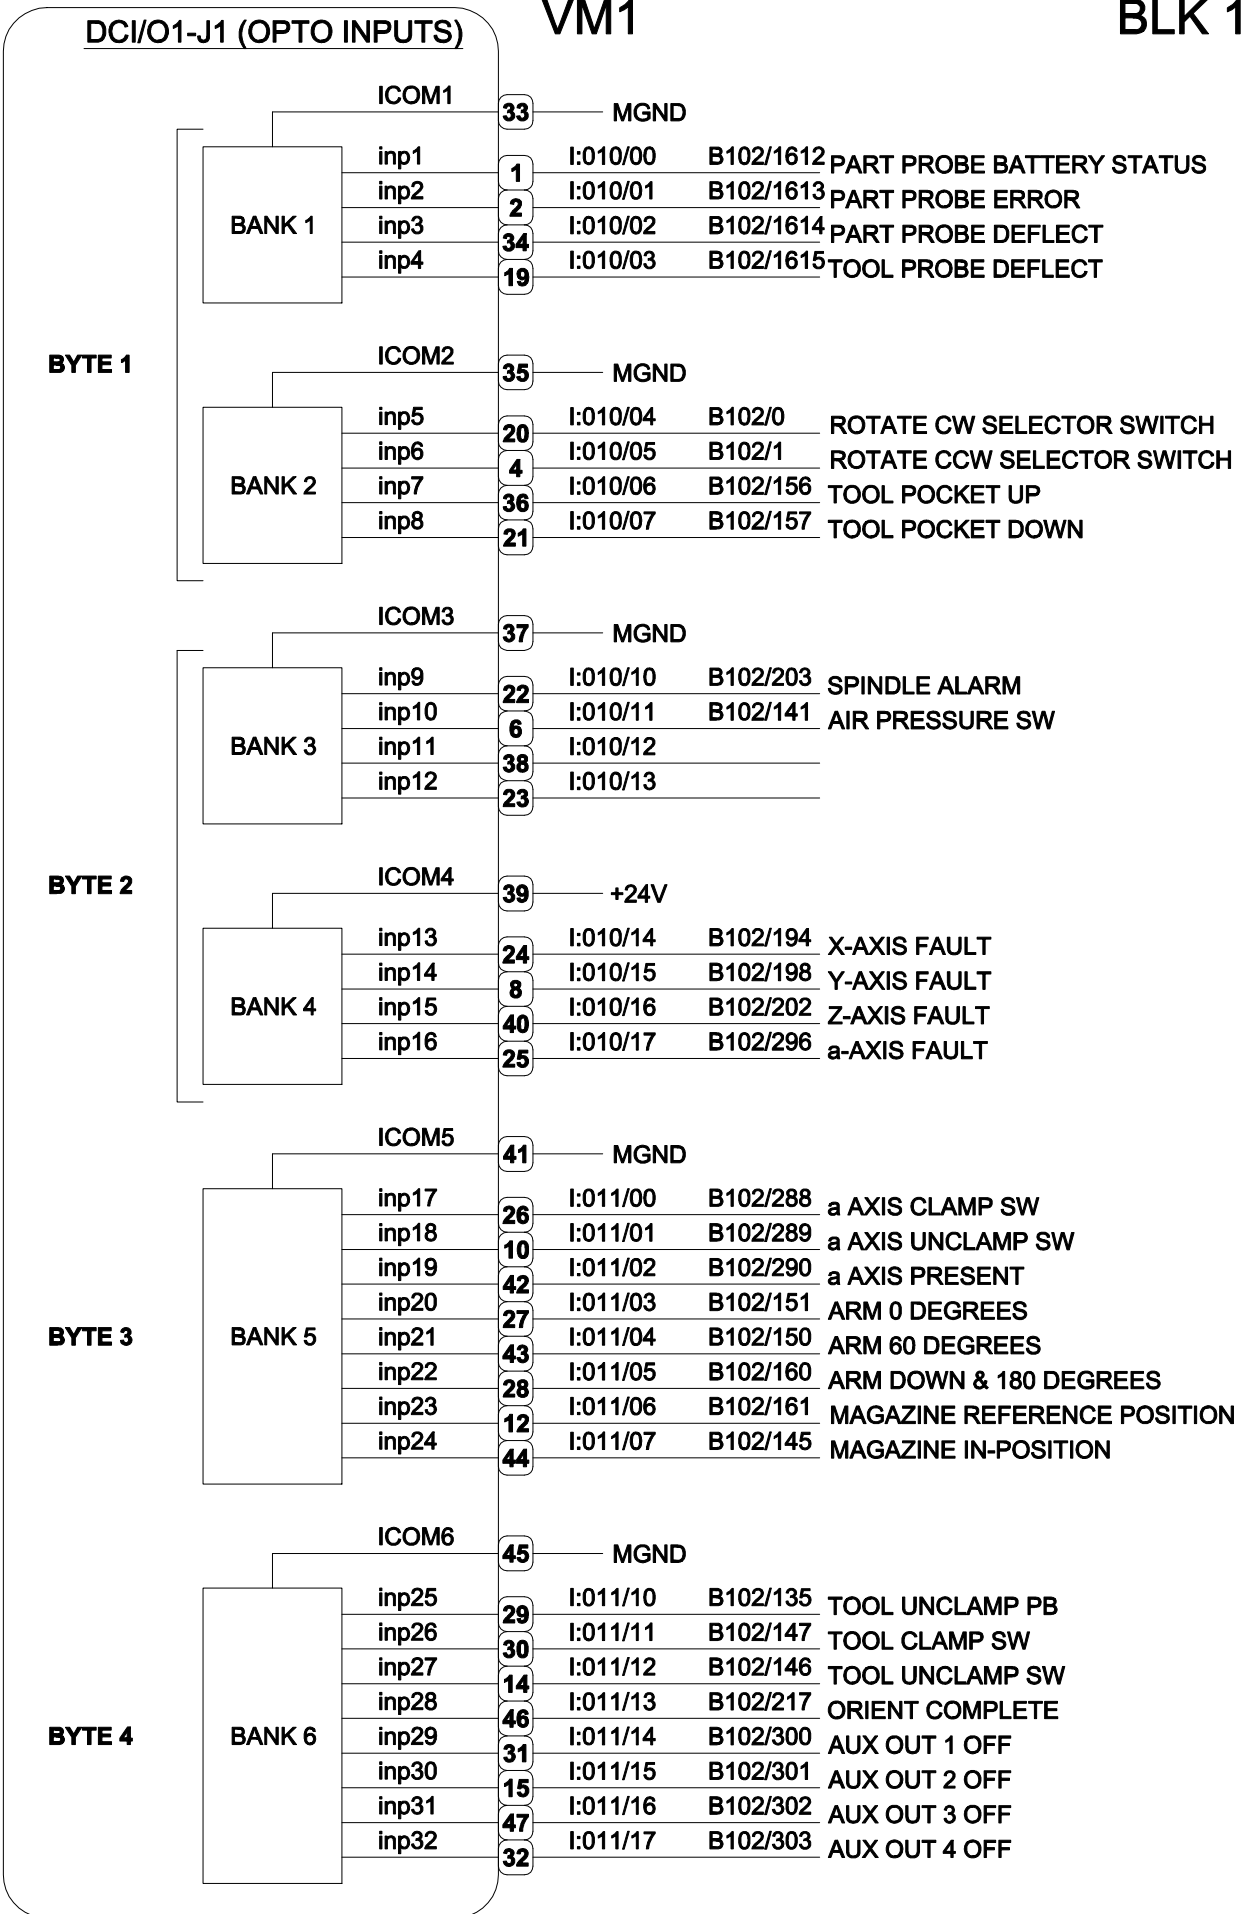 DCI/O1-J1 (OPTO INPUTS) VM1 BLK 1
ICOM1 33 MGND
inp1 1 I:010/00 B102/1612 PART PROBE BATTERY STATUS
inp2 2 I:010/01 B102/1613 PART PROBE ERROR
BANK 1
inp3 34 I:010/02 B102/1614 PART PROBE DEFLECT
inp4 19 I:010/03 B102/1615 TOOL PROBE DEFLECT
BYTE 1
ICOM2 35 MGND
inp5 20 I:010/04 B102/0 ROTATE CW SELECTOR SWITCH
inp6 4 I:010/05 B102/1 ROTATE CCW SELECTOR SWITCH
BANK 2
inp7 36 I:010/06 B102/156 TOOL POCKET UP
inp8 21 I:010/07 B102/157 TOOL POCKET DOWN
ICOM3 37 MGND
inp9 22 I:010/10 B102/203 SPINDLE ALARM
inp10 6 I:010/11 B102/141 AIR PRESSURE SW
BANK 3
inp11 38 I:010/12
inp12 23 I:010/13
BYTE 2
ICOM4 39 +24V
inp13 24 I:010/14 B102/194 X-AXIS FAULT
inp14 8 I:010/15 B102/198 Y-AXIS FAULT
BANK 4
inp15 40 I:010/16 B102/202 Z-AXIS FAULT
inp16 25 I:010/17 B102/296 a-AXIS FAULT
ICOM5 41 MGND
inp17 26 I:011/00 B102/288 a AXIS CLAMP SW
inp18 10 I:011/01 B102/289 a AXIS UNCLAMP SW
inp19 42 I:011/02 B102/290 a AXIS PRESENT
inp20 27 I:011/03 B102/151 ARM 0 DEGREES
BYTE 3 BANK 5
inp21 43 I:011/04 B102/150 ARM 60 DEGREES
inp22 28 I:011/05 B102/160 ARM DOWN & 180 DEGREES
inp23 12 I:011/06 B102/161 MAGAZINE REFERENCE POSITION
inp24 44 I:011/07 B102/145 MAGAZINE IN-POSITION
ICOM6 45 MGND
inp25 29 I:011/10 B102/135 TOOL UNCLAMP PB
inp26 30 I:011/11 B102/147 TOOL CLAMP SW
inp27 14 I:011/12 B102/146 TOOL UNCLAMP SW
inp28 46 I:011/13 B102/217 ORIENT COMPLETE
BYTE 4 BANK 6
inp29 31 I:011/14 B102/300 AUX OUT 1 OFF
inp30 15 I:011/15 B102/301 AUX OUT 2 OFF
inp31 47 I:011/16 B102/302 AUX OUT 3 OFF
inp32 32 I:011/17 B102/303 AUX OUT 4 OFF